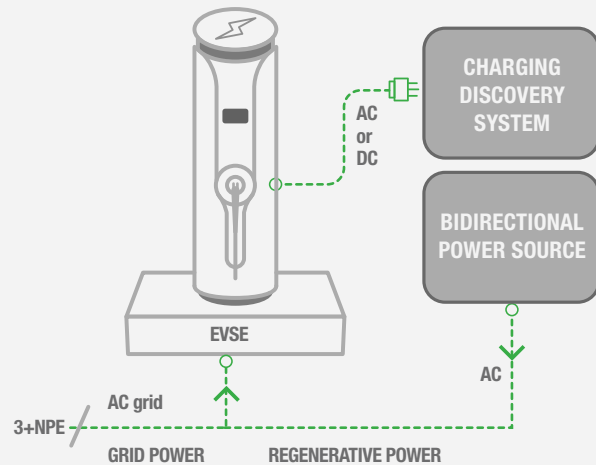 CHARGING
DISCOVERY
SYSTEM
AC
or
DC
BIDIRECTIONAL
POWER SOURCE
EVSE
AC
AC grid
3+NPE
GRID POWER
REGENERATIVE POWER